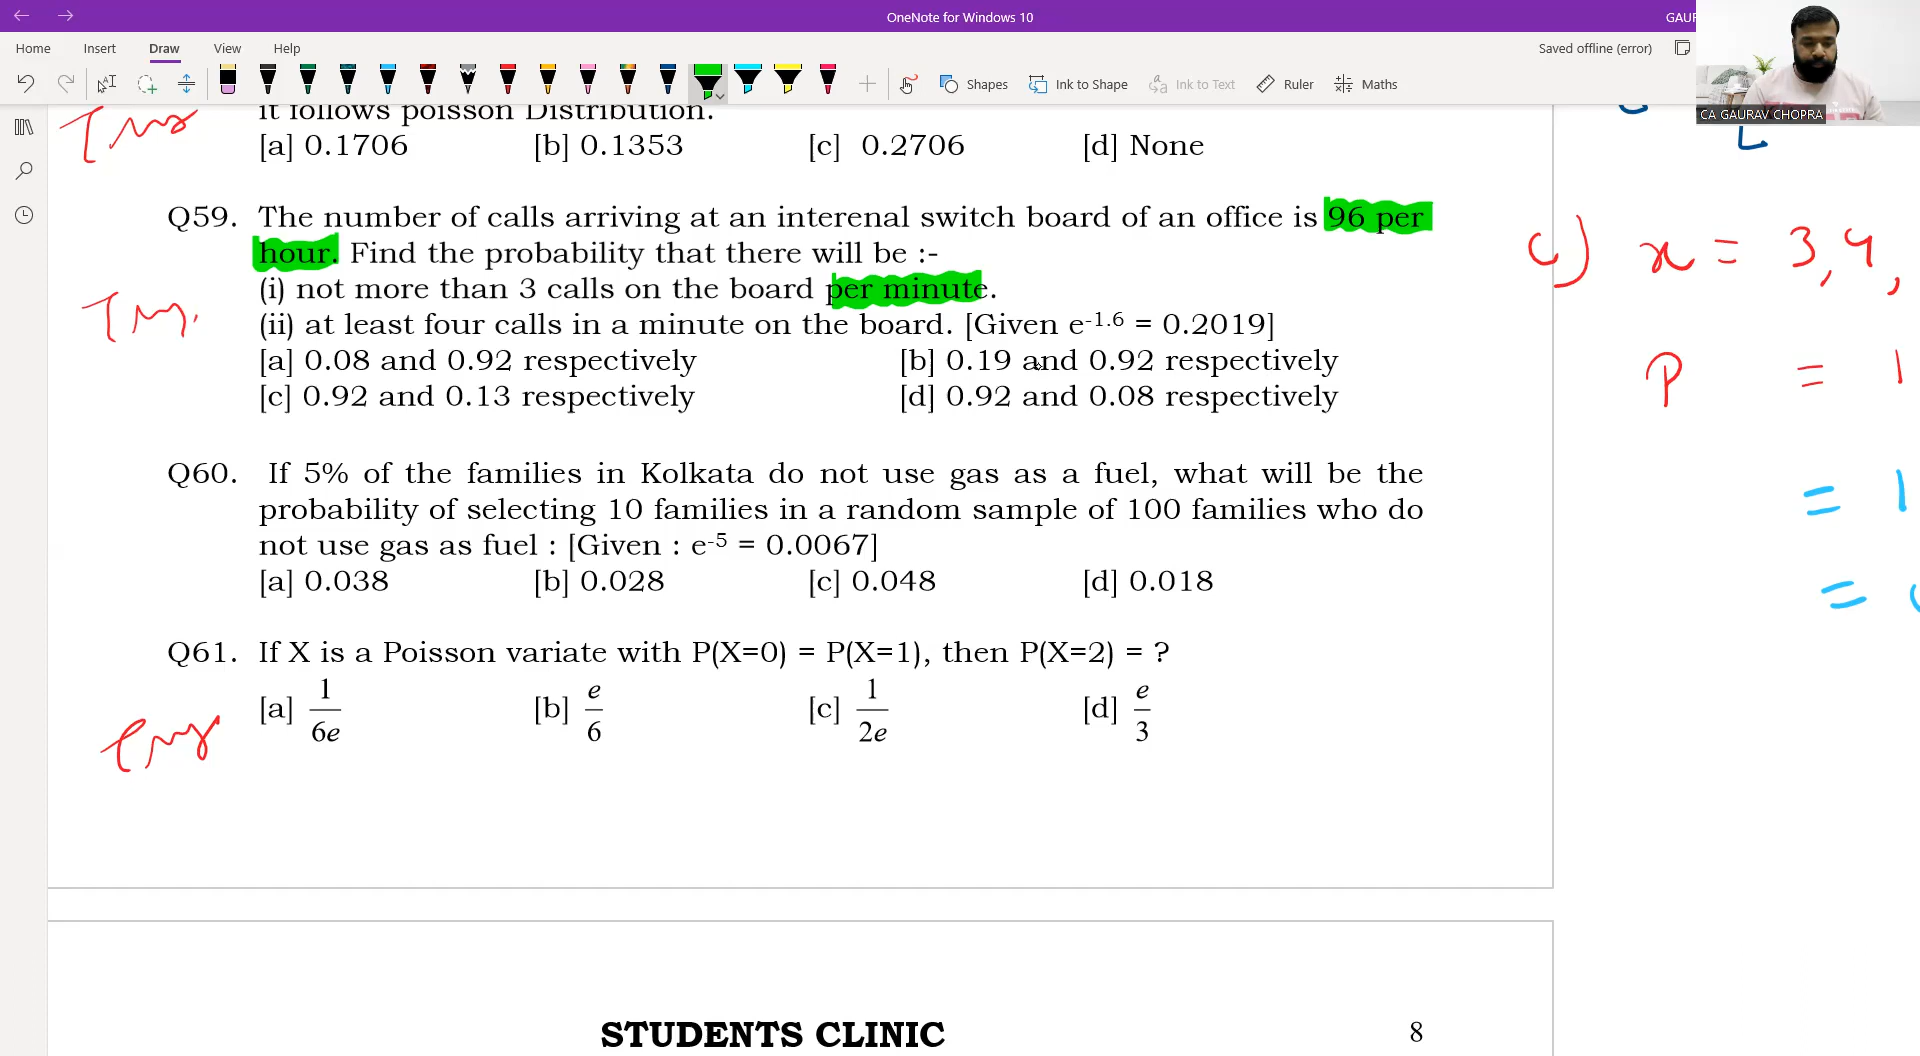 OneNote for Windows 10
GAUR
Home Insert Draw View Help
Saved offline (error)
Shapes Ink to Shape Ink to Text Ruler Maths
CA GAURAV CHOPRA
it follows poisson Distribution.
[a] 0.1706 [b] 0.1353 [c] 0.2706 [d] None
Q59. The number of calls arriving at an interenal switch board of an office is 96 per
hour. Find the probability that there will be :-
(i) not more than 3 calls on the board per minute.
(ii) at least four calls in a minute on the board. [Given e-1.6 = 0.2019]
[a] 0.08 and 0.92 respectively [b] 0.19 and 0.92 respectively
[c] 0.92 and 0.13 respectively [d] 0.92 and 0.08 respectively
Q60. If 5% of the families in Kolkata do not use gas as a fuel, what will be the
probability of selecting 10 families in a random sample of 100 families who do
not use gas as fuel : [Given : e-5 = 0.0067]
[a] 0.038 [b] 0.028 [c] 0.048 [d] 0.018
Q61. If X is a Poisson variate with P(X=0) = P(X=1), then P(X=2) = ?
[a] 1/6e [b] e/6 [c] 1/2e [d] e/3
c) x = 3, 4,
P = 1
= 1
=
STUDENTS CLINIC 8